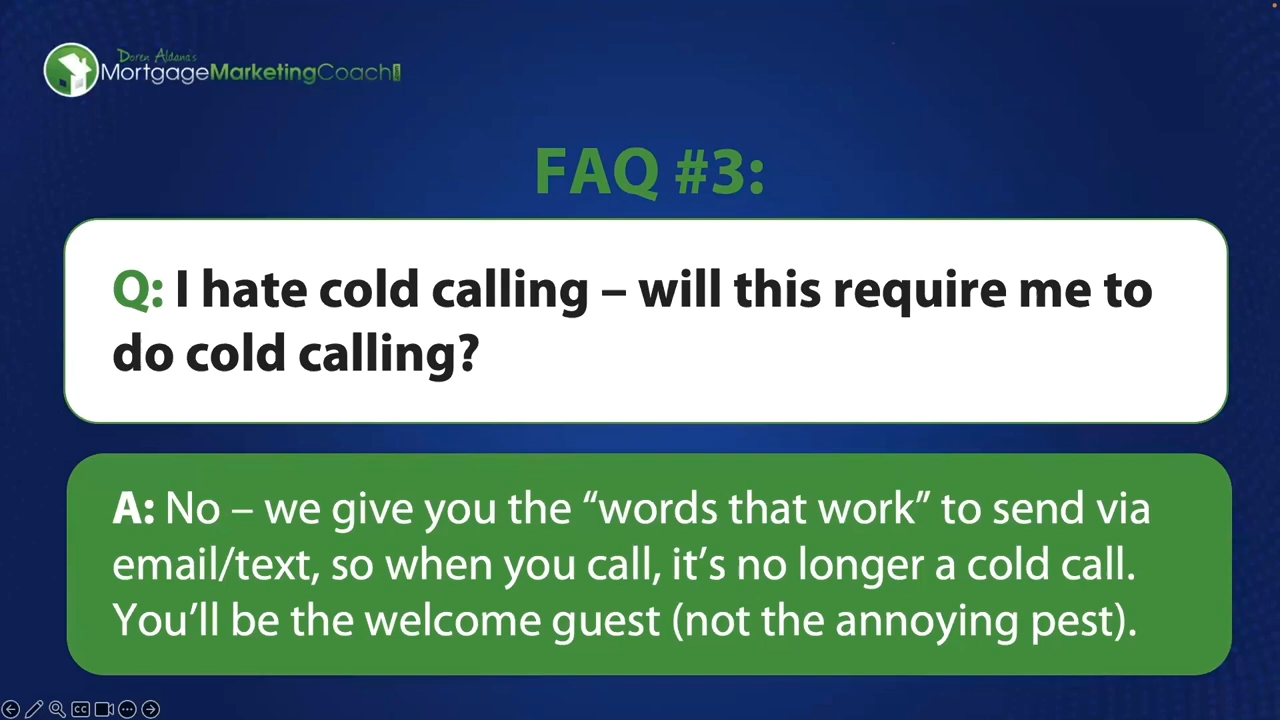 Doren Aldana's
MortgageMarketingCoach
FAQ #3:
Q: I hate cold calling – will this require me to
do cold calling?
A: No – we give you the “words that work” to send via
email/text, so when you call, it’s no longer a cold call.
You’ll be the welcome guest (not the annoying pest).
CC